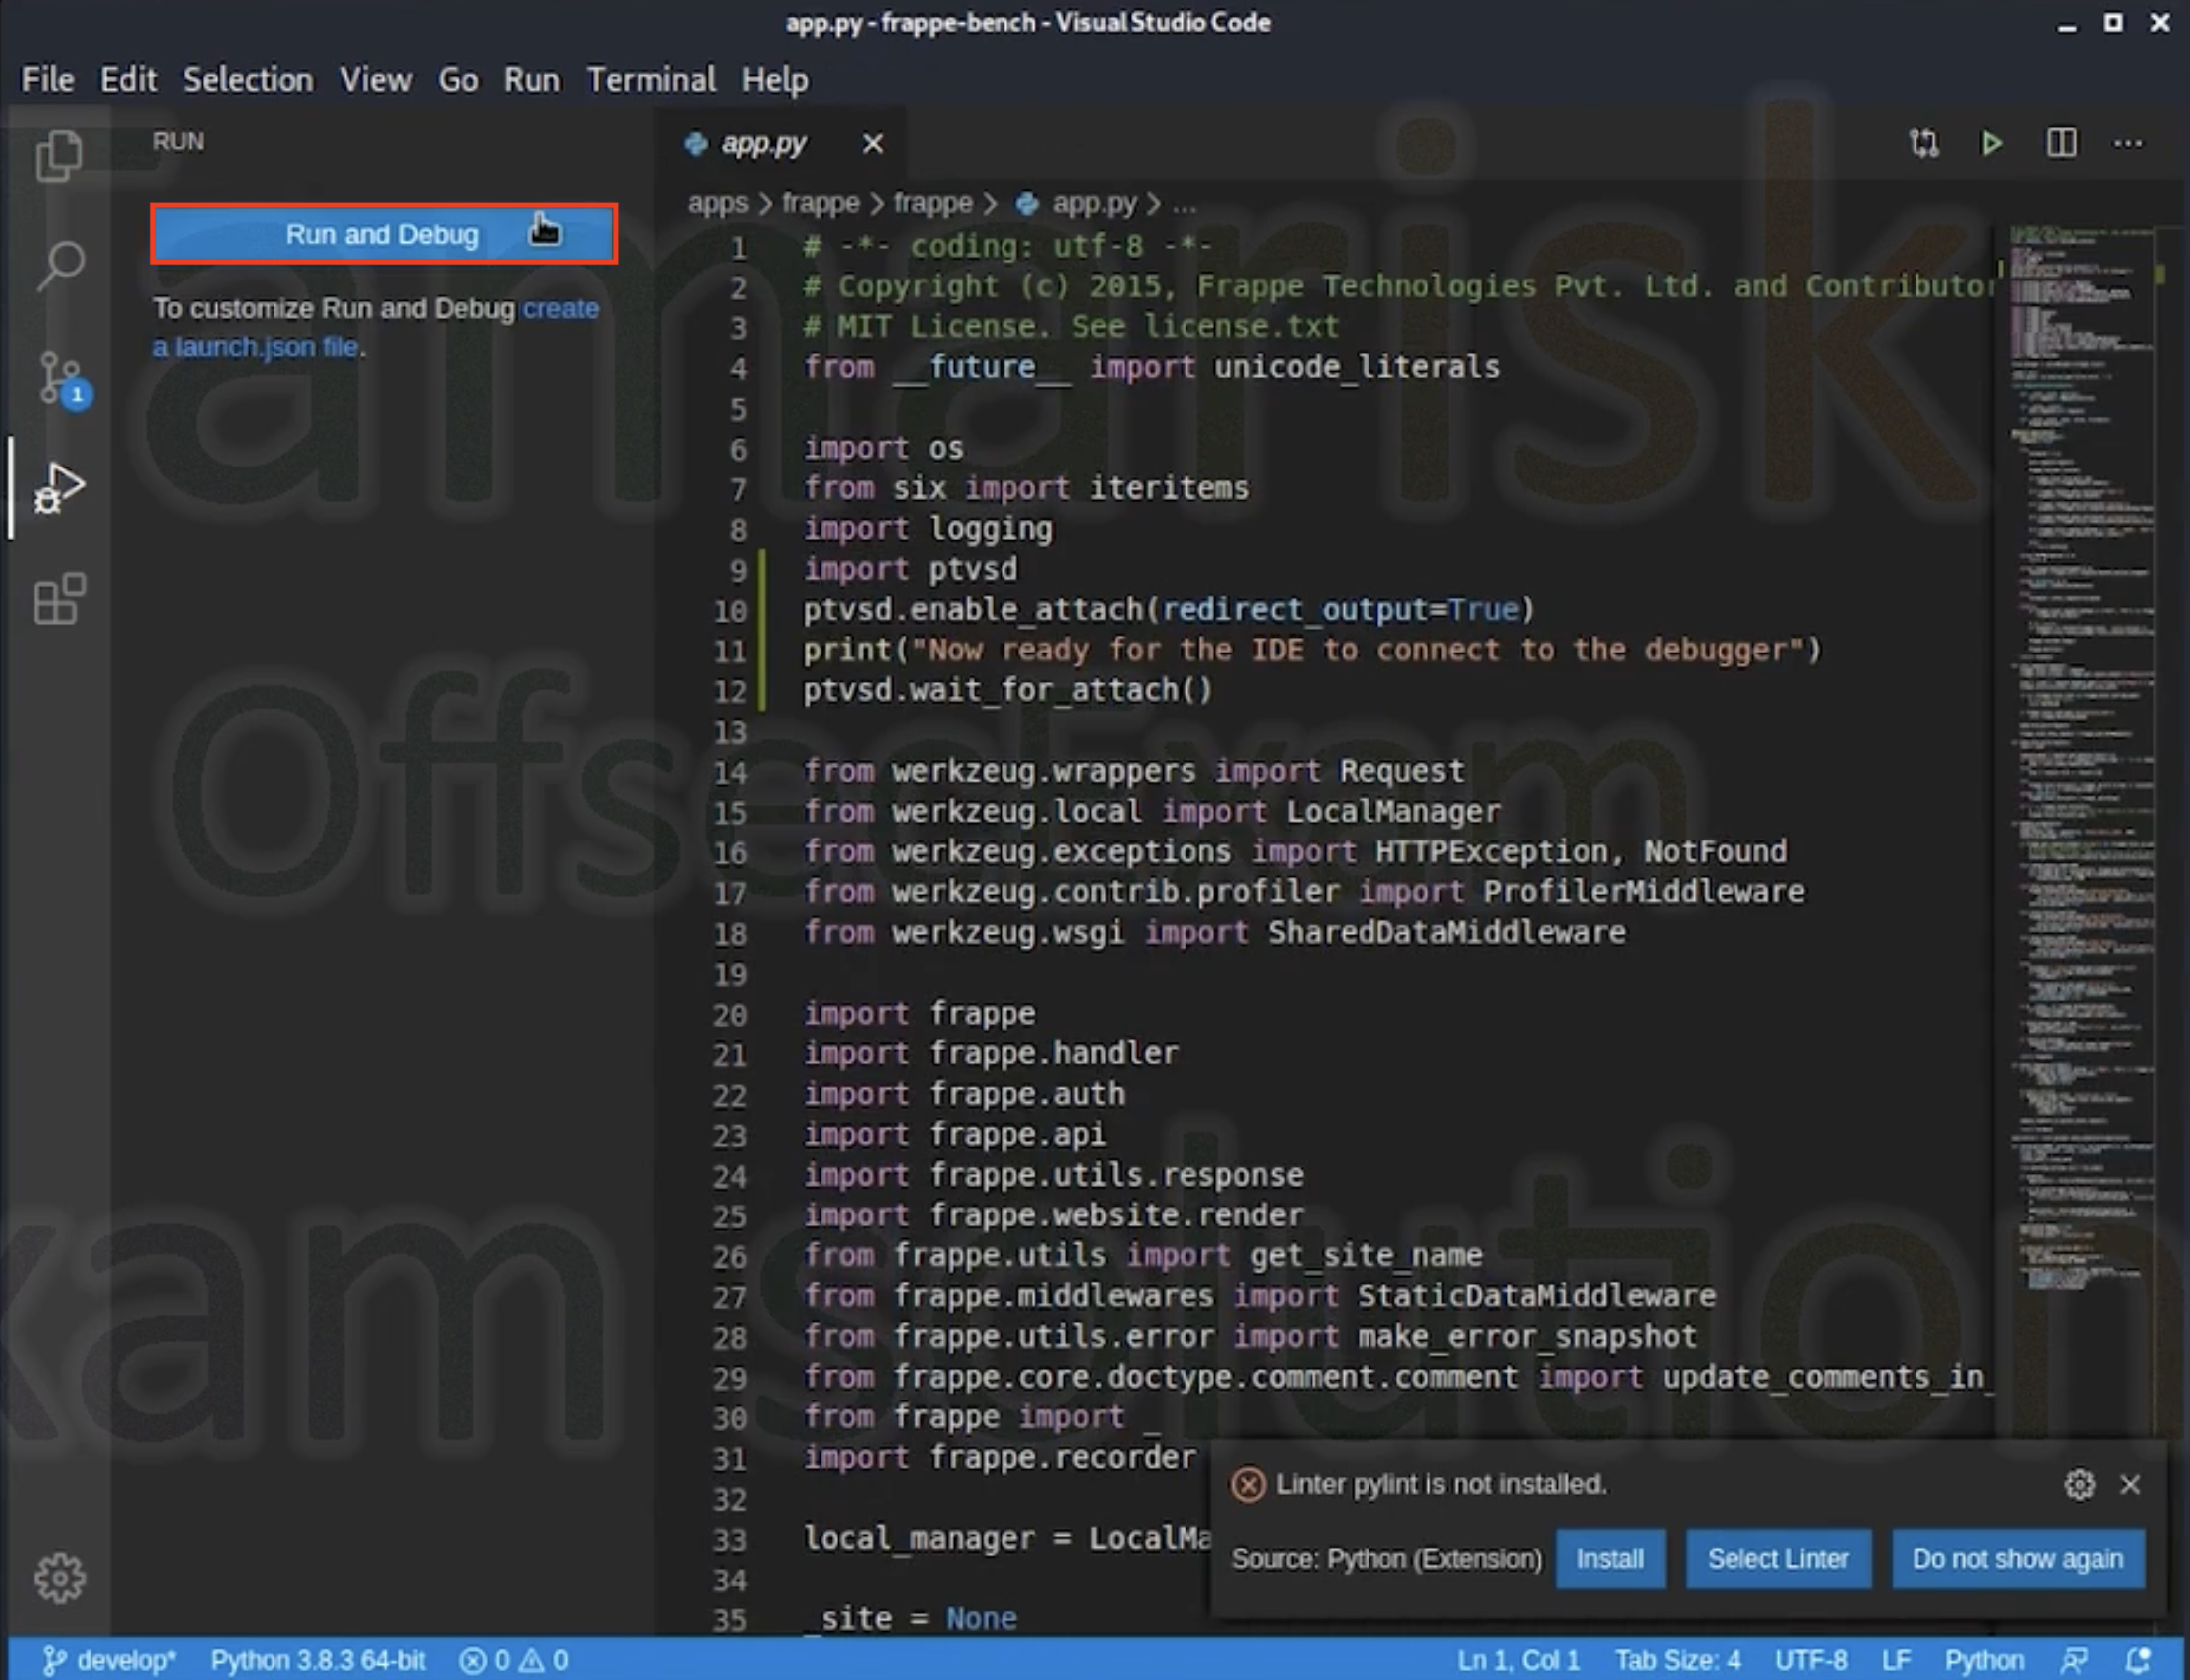 app.py - frappe-bench - Visual Studio Code
File Edit Selection View Go Run Terminal Help
RUN
Run and Debug
To customize Run and Debug create
a launch.json file.
1
app.py
apps > frappe > frappe > app.py > ...
1 # -*- coding: utf-8 -*-
2 # Copyright (c) 2015, Frappe Technologies Pvt. Ltd. and Contributor
3 # MIT License. See license.txt
4 from __future__ import unicode_literals
5
6 import os
7 from six import iteritems
8 import logging
9 import ptvsd
10 ptvsd.enable_attach(redirect_output=True)
11 print("Now ready for the IDE to connect to the debugger")
12 ptvsd.wait_for_attach()
13
14 from werkzeug.wrappers import Request
15 from werkzeug.local import LocalManager
16 from werkzeug.exceptions import HTTPException, NotFound
17 from werkzeug.contrib.profiler import ProfilerMiddleware
18 from werkzeug.wsgi import SharedDataMiddleware
19
20 import frappe
21 import frappe.handler
22 import frappe.auth
23 import frappe.api
24 import frappe.utils.response
25 import frappe.website.render
26 from frappe.utils import get_site_name
27 from frappe.middlewares import StaticDataMiddleware
28 from frappe.utils.error import make_error_snapshot
29 from frappe.core.doctype.comment.comment import update_comments_in_
30 from frappe import _
31 import frappe.recorder
32
33 local_manager = LocalMa
34
35 _site = None
Linter pylint is not installed.
Source: Python (Extension) Install Select Linter Do not show again
develop* Python 3.8.3 64-bit 0 0 Ln 1, Col 1 Tab Size: 4 UTF-8 LF Python
Tamarisk
OffsecExam
xam solution